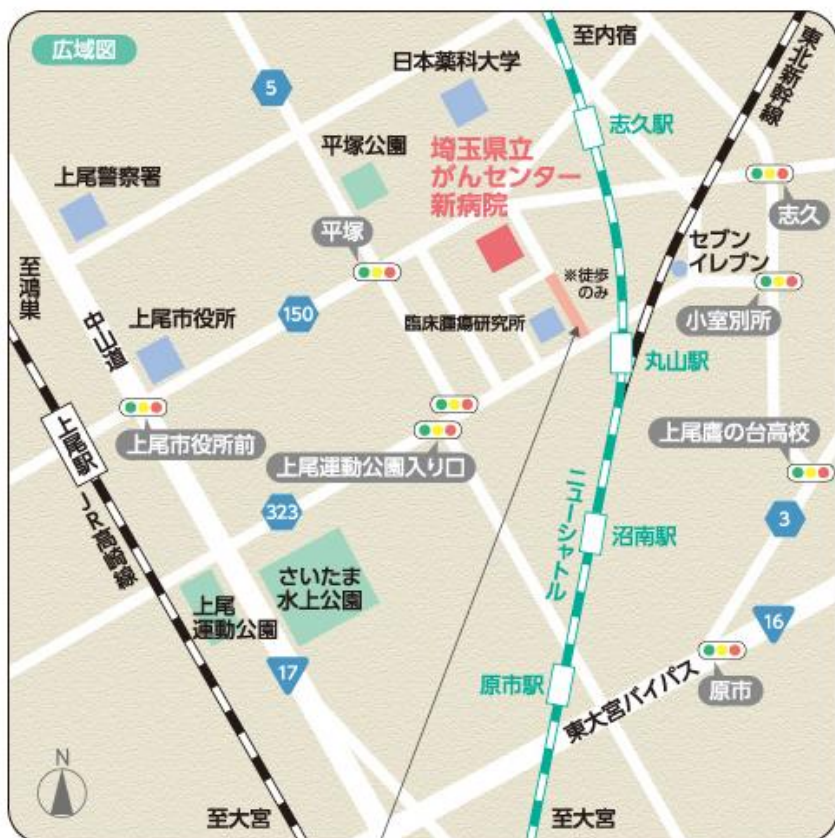 広域図
至内宿
東北新幹線
日本薬科大学
5
志久駅
平塚公園
埼玉県立
がんセンター
新病院
上尾警察署
志久
平塚
セブン
イレブン
※徒歩
のみ
至鴻巣
中山道
上尾市役所
150
臨床腫瘍研究所
小室別所
丸山駅
上尾駅
上尾市役所前
上尾運動公園入り口
上尾鷹の台高校
JR高崎線
323
ニューシャトル
沼南駅
3
さいたま
水上公園
上尾
運動公園
16
17
原市駅
原市
東大宮バイパス
N
至大宮
至大宮